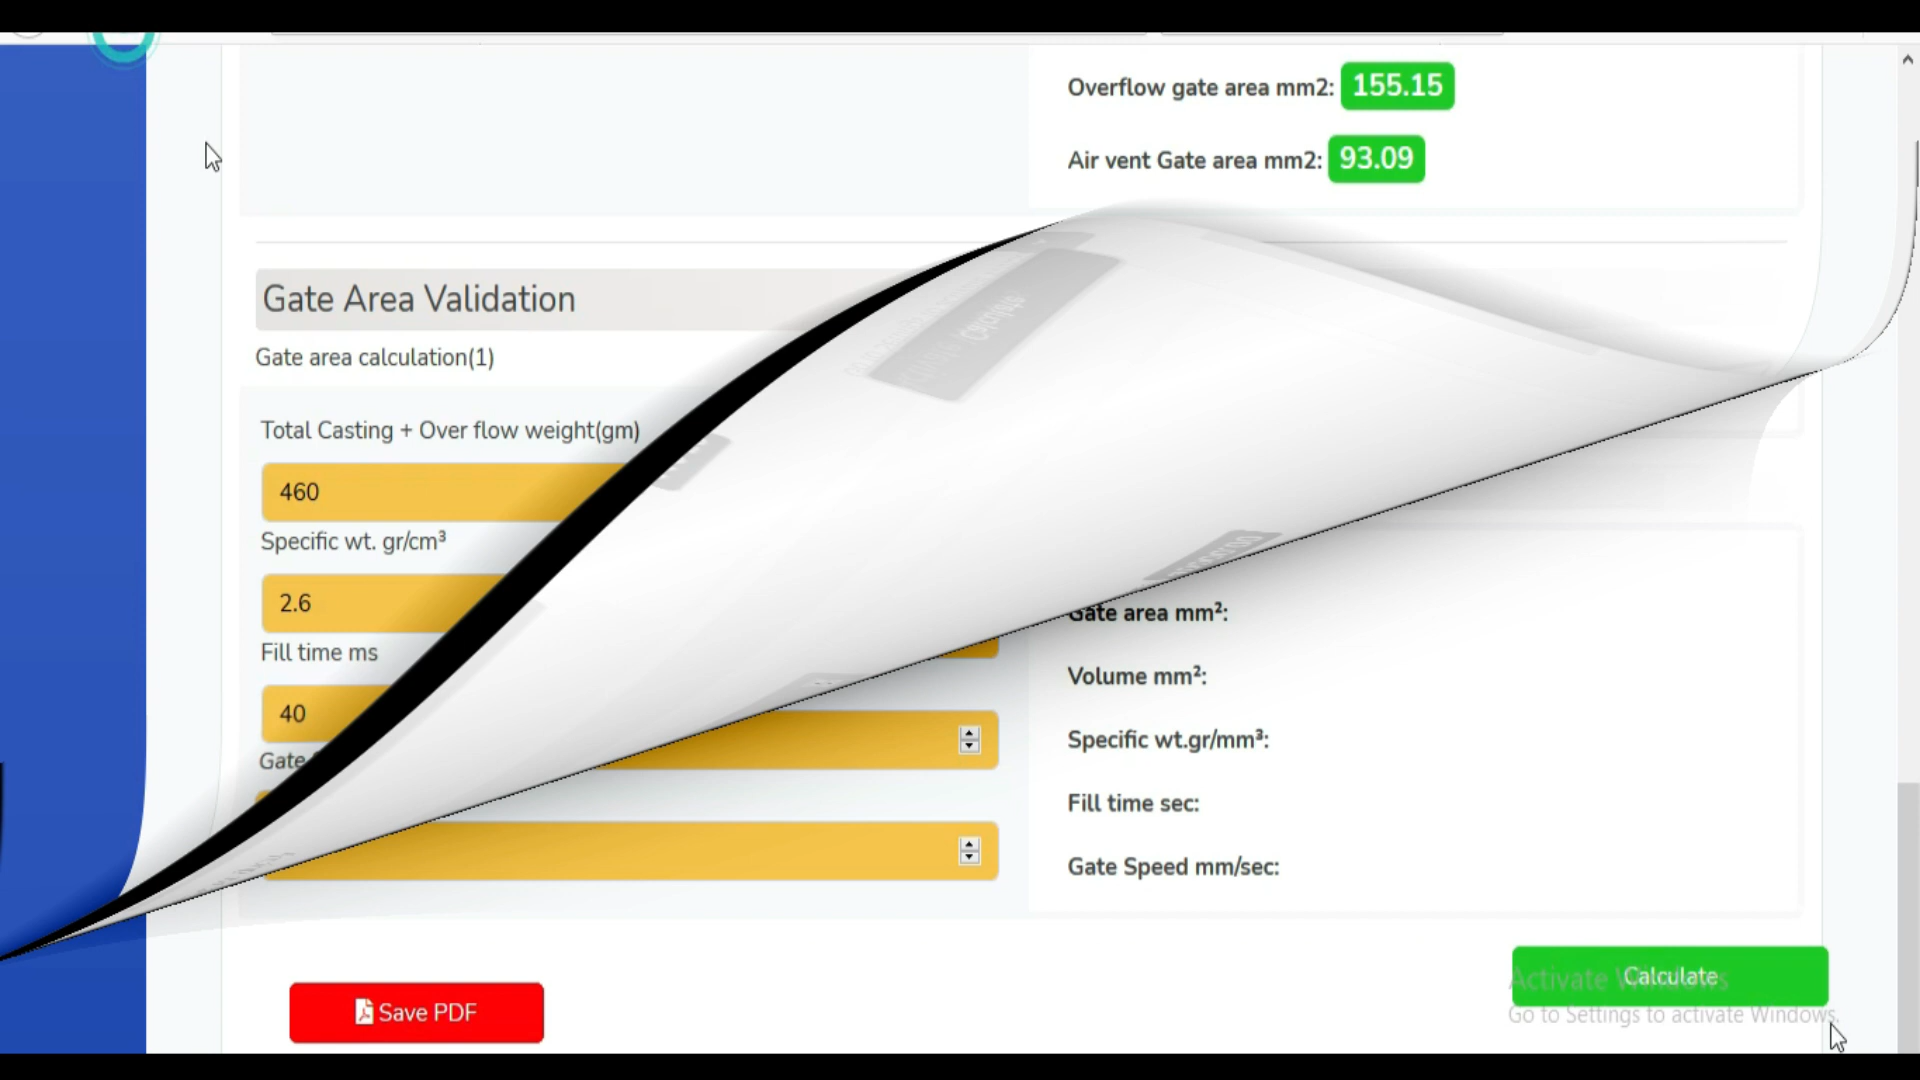 Overflow gate area mm2: 155.15
Air vent Gate area mm2: 93.09
Gate Area Validation
Gate area calculation(1)
Total Casting + Over flow weight(gm)
460
Specific wt. gr/cm³
2.6
Fill time ms
40
Gate
Gate area mm²:
Volume mm²:
Specific wt.gr/mm³:
Fill time sec:
Gate Speed mm/sec:
Calculate
Activate Windows
Go to Settings to activate Windows.
Save PDF
Calculate